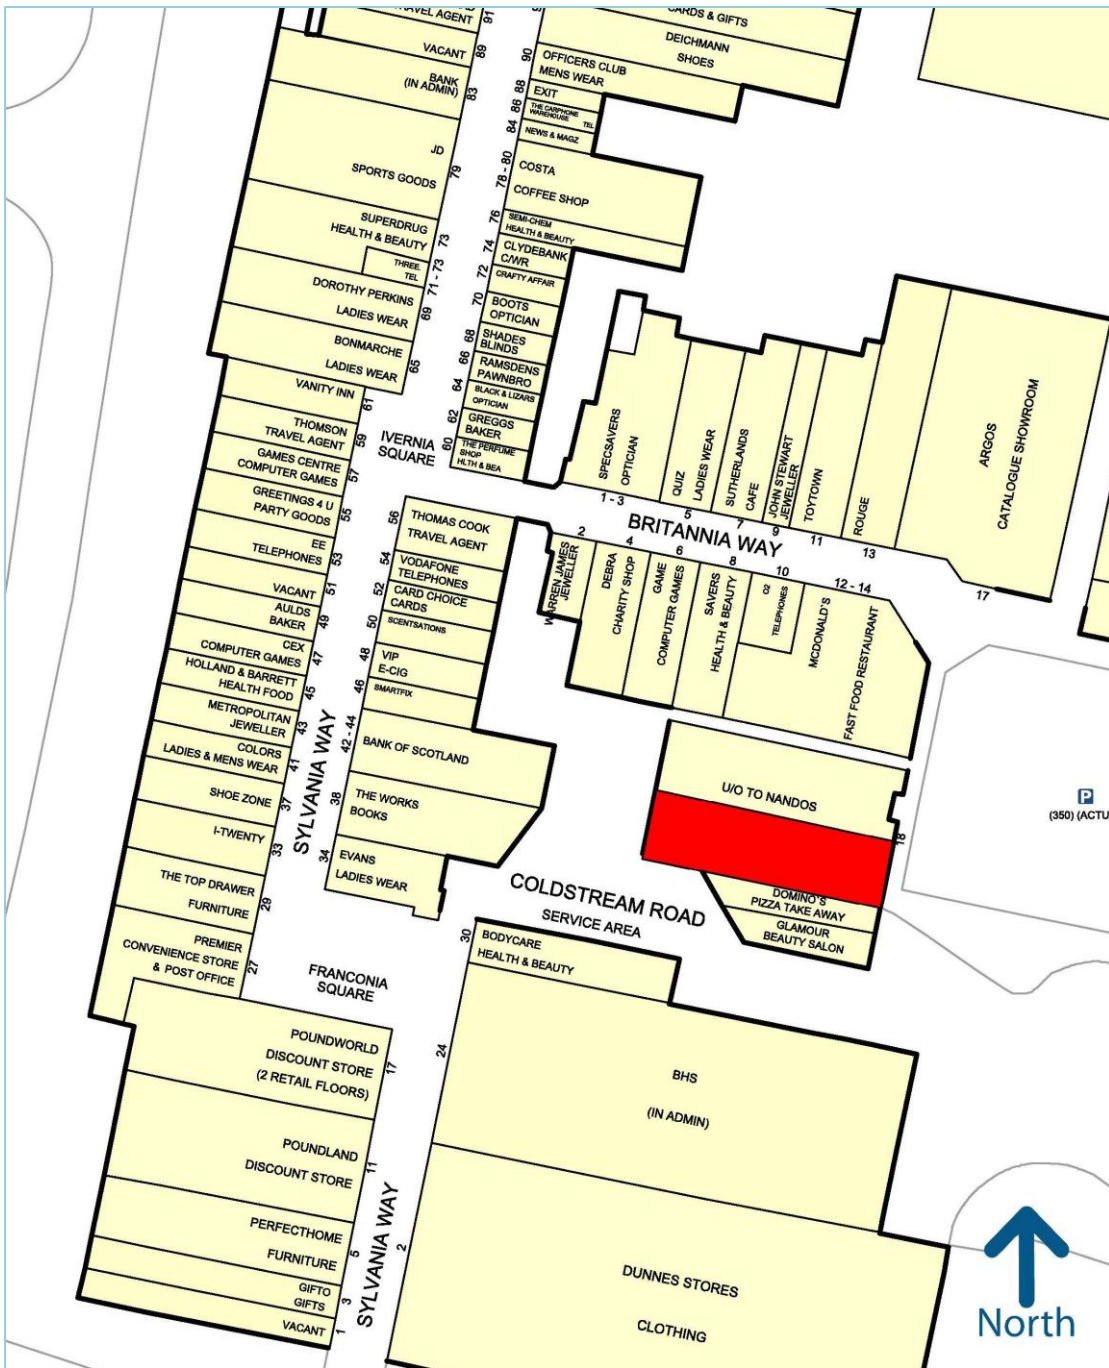 TRAVEL AGENT
91
VACANT
89
BANK
(IN ADMIN)
83
JD
SPORTS GOODS
79
SUPERDRUG
HEALTH & BEAUTY
73
THREE
TEL
71 - 73
DOROTHY PERKINS
LADIES WEAR
69
BONMARCHE
LADIES WEAR
65
VANITY INN
61
THOMSON
TRAVEL AGENT
59
GAMES CENTRE
COMPUTER GAMES
57
GREETINGS 4 U
PARTY GOODS
55
EE
TELEPHONES
53
VACANT
51
AULDS
BAKER
49
CEX
COMPUTER GAMES
47
HOLLAND & BARRETT
HEALTH FOOD
45
METROPOLITAN
JEWELLER
43
COLORS
LADIES & MENS WEAR
41
SHOE ZONE
37
I-TWENTY
33
THE TOP DRAWER
FURNITURE
29
PREMIER
CONVENIENCE STORE
& POST OFFICE
27
POUNDWORLD
DISCOUNT STORE
(2 RETAIL FLOORS)
17
POUNDLAND
DISCOUNT STORE
11
PERFECTHOME
FURNITURE
5
GIFTO
GIFTS
3
VACANT
1
CARDS & GIFTS
DEICHMANN
SHOES
OFFICERS CLUB
MENS WEAR
90
EXIT
88
THE CARPHONE
WAREHOUSE TEL
86
NEWS & MAGZ
84
COSTA
COFFEE SHOP
78 - 80
SEMI-CHEM
HEALTH & BEAUTY
76
CLYDEBANK
C/WR
74
CRAFTY AFFAIR
72
BOOTS
OPTICIAN
70
SHADES
BLINDS
68
RAMSDENS
PAWNBRO
66
BLACK & LIZARS
OPTICIAN
64
GREGGS
BAKER
62
THE PERFUME
SHOP
HLTH & BEA
60
IVERNIA
SQUARE
THOMAS COOK
TRAVEL AGENT
56
VODAFONE
TELEPHONES
54
CARD CHOICE
CARDS
52
SCENTSATIONS
50
VIP
E-CIG
48
SMARTFIX
46
BANK OF SCOTLAND
42 - 44
THE WORKS
BOOKS
38
EVANS
LADIES WEAR
34
SYLVANIA WAY
FRANCONIA
SQUARE
SPECSAVERS
OPTICIAN
1 - 3
QUIZ
LADIES WEAR
5
SUTHERLANDS
CAFE
7
JOHN STEWART
JEWELLER
9
TOYTOWN
11
ROUGE
13
ARGOS
CATALOGUE SHOWROOM
17
BRITANNIA WAY
WARREN JAMES
JEWELLER
2
DEBRA
CHARITY SHOP
4
GAME
COMPUTER GAMES
6
SAVERS
HEALTH & BEAUTY
8
O2
TELEPHONES
10
MCDONALD'S
FAST FOOD RESTAURANT
12 - 14
U/O TO NANDOS
18
DOMINO'S
PIZZA TAKE AWAY
GLAMOUR
BEAUTY SALON
P
(350) (ACTU
COLDSTREAM ROAD
SERVICE AREA
BODYCARE
HEALTH & BEAUTY
30
BHS
(IN ADMIN)
24
DUNNES STORES
CLOTHING
2
SYLVANIA WAY
North